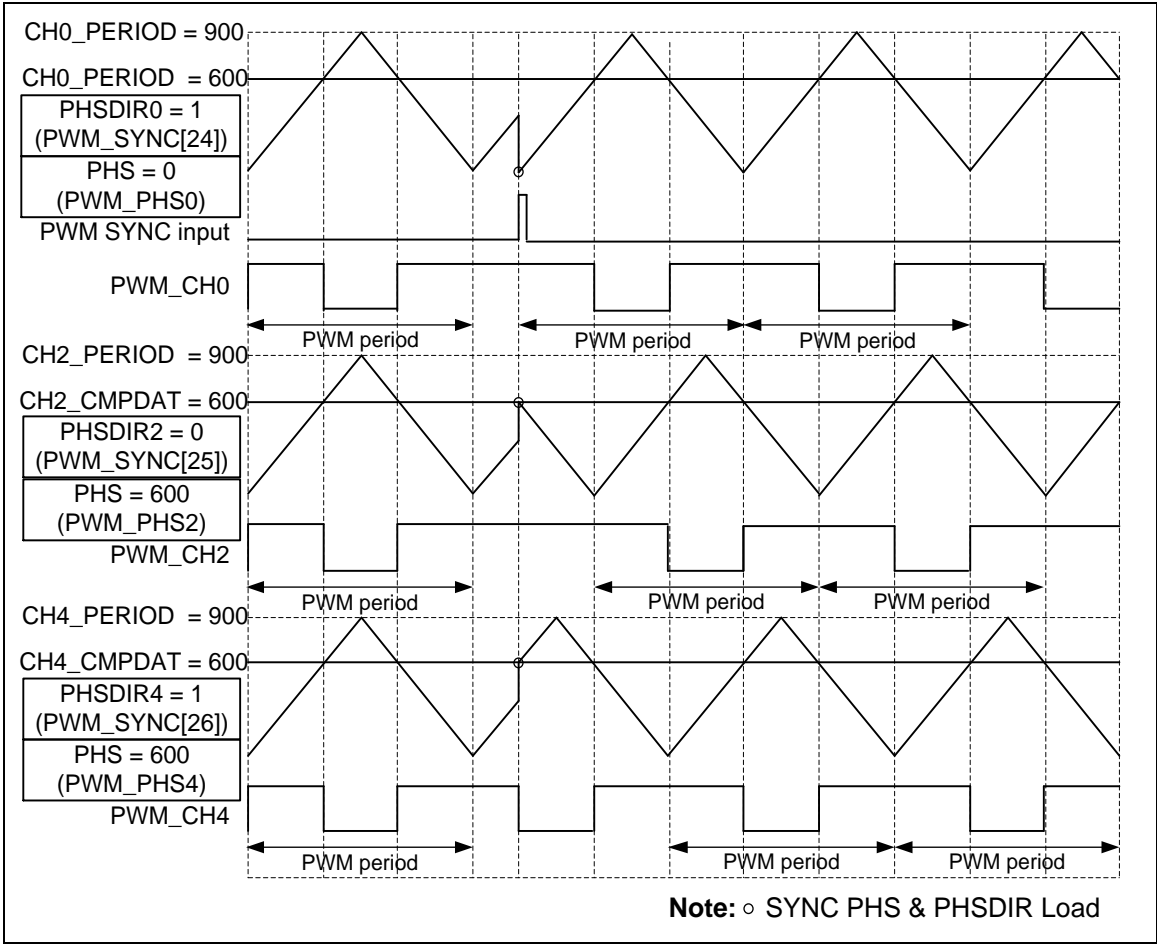 CH0_PERIOD = 900
CH0_PERIOD = 600
PHSDIR0 = 1
(PWM_SYNC[24])
PHS = 0
(PWM_PHS0)
PWM SYNC input
PWM_CH0
PWM period PWM period PWM period
CH2_PERIOD = 900
CH2_CMPDAT = 600
PHSDIR2 = 0
(PWM_SYNC[25])
PHS = 600
(PWM_PHS2)
PWM_CH2
PWM period PWM period PWM period
CH4_PERIOD = 900
CH4_CMPDAT = 600
PHSDIR4 = 1
(PWM_SYNC[26])
PHS = 600
(PWM_PHS4)
PWM_CH4
PWM period PWM period PWM period
Note: ○ SYNC PHS & PHSDIR Load